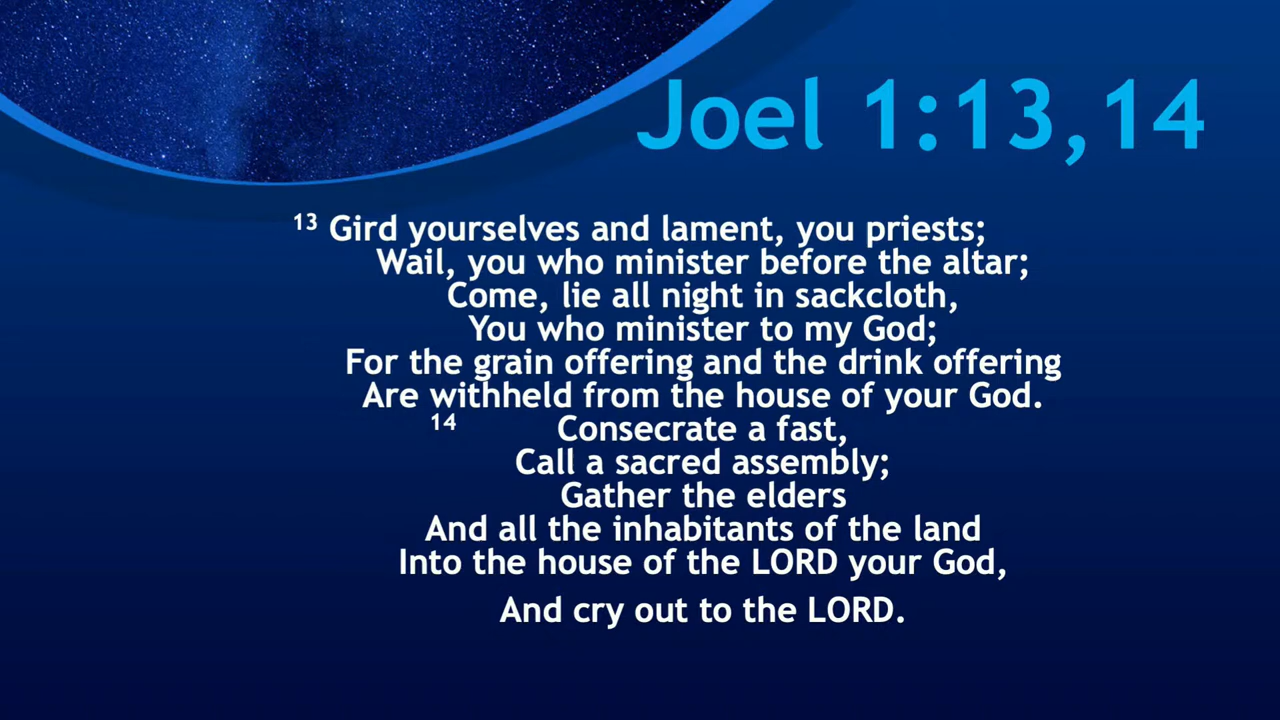 Joel 1:13,14
13 Gird yourselves and lament, you priests;
Wail, you who minister before the altar;
Come, lie all night in sackcloth,
You who minister to my God;
For the grain offering and the drink offering
Are withheld from the house of your God.
14 Consecrate a fast,
Call a sacred assembly;
Gather the elders
And all the inhabitants of the land
Into the house of the LORD your God,
And cry out to the LORD.